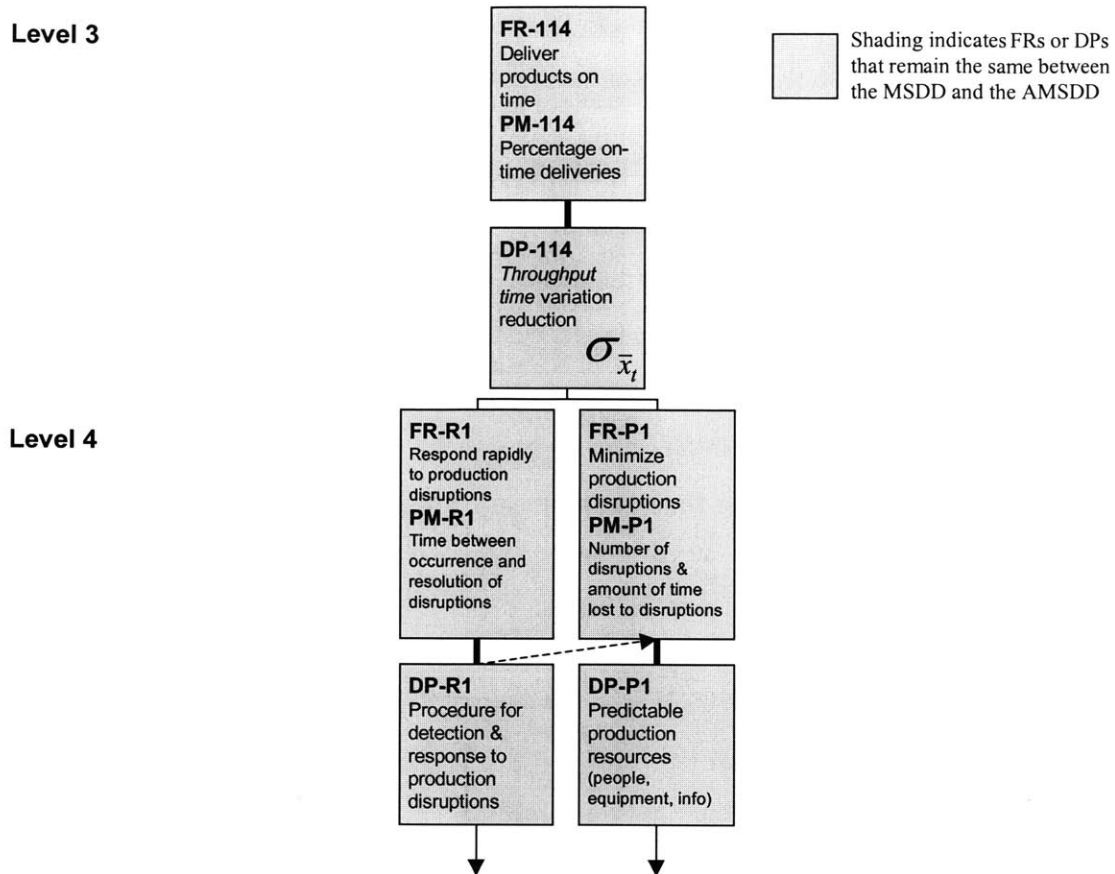 Level 3
FR-114
Deliver
products on
time
PM-114
Percentage on-
time deliveries
Shading indicates FRs or DPs
that remain the same between
the MSDD and the AMSDD
DP-114
Throughput
time variation
reduction
σ x̄ t
Level 4
FR-R1
Respond rapidly
to production
disruptions
PM-R1
Time between
occurrence and
resolution of
disruptions
FR-P1
Minimize
production
disruptions
PM-P1
Number of
disruptions &
amount of time
lost to disruptions
DP-R1
Procedure for
detection &
response to
production
disruptions
DP-P1
Predictable
production
resources
(people,
equipment, info)